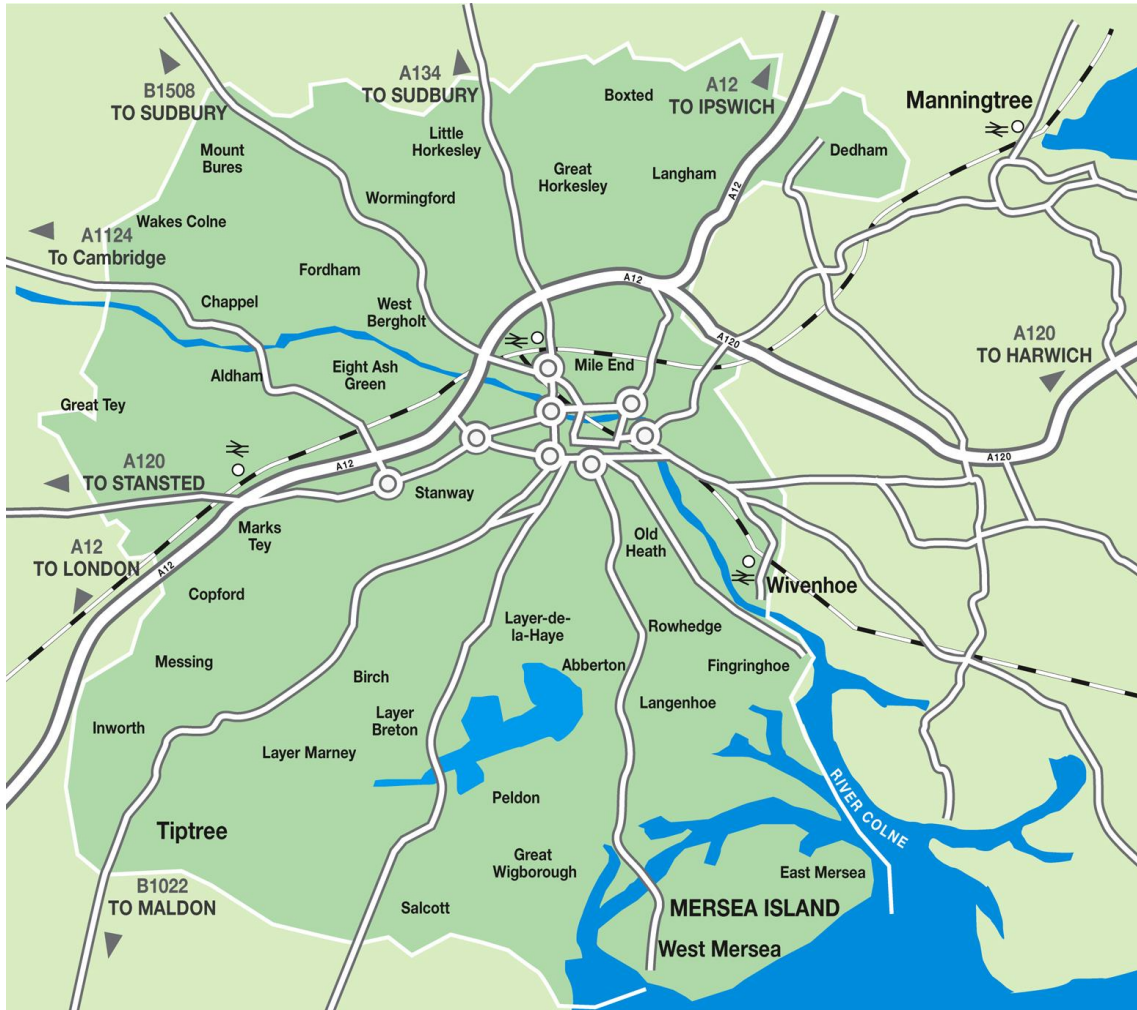 B1508
TO SUDBURY
A134
TO SUDBURY
A12
TO IPSWICH
Boxted
Manningtree
Little
Horkesley
Mount
Bures
Great
Horkesley
Langham
Dedham
A12
Wormingford
Wakes Colne
A1124
To Cambridge
Fordham
A12
Chappel
West
Bergholt
A120
A120
TO HARWICH
Mile End
Eight Ash
Green
Aldham
Great Tey
A120
TO STANSTED
A12
A120
Stanway
Marks
Tey
Old
Heath
A12
TO LONDON
A12
Copford
Wivenhoe
Layer-de-
la-Haye
Rowhedge
Messing
Abberton
Fingringhoe
Birch
Langenhoe
Layer
Breton
Inworth
Layer Marney
Peldon
RIVER COLNE
Tiptree
Great
Wigborough
East Mersea
B1022
TO MALDON
Salcott
MERSEA ISLAND
West Mersea